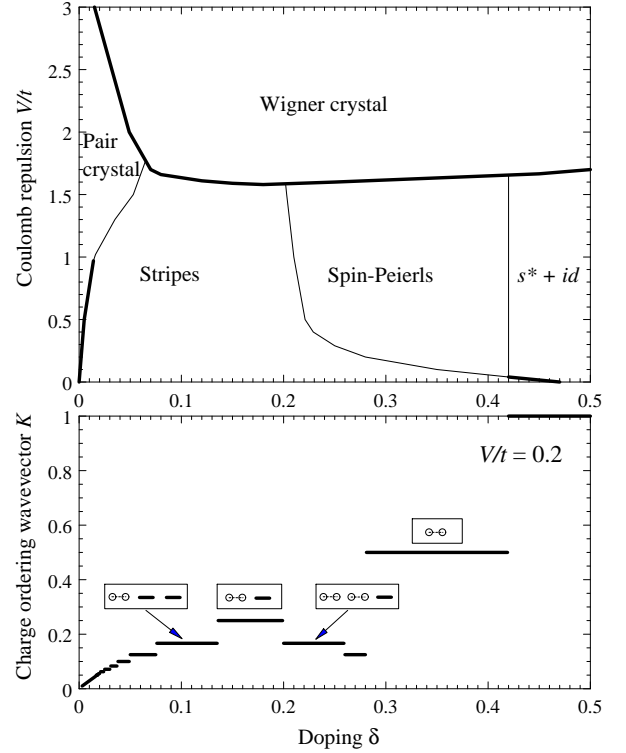 3
2.5
2
1.5
1
0.5
0
Coulomb repulsion V/t
Wigner crystal
Pair
crystal
Stripes
Spin-Peierls
s* + id
0 0.1 0.2 0.3 0.4 0.5
1
0.8
0.6
0.4
0.2
0
Charge ordering wavevector K
V/t = 0.2
0 0.1 0.2 0.3 0.4 0.5
Doping δ